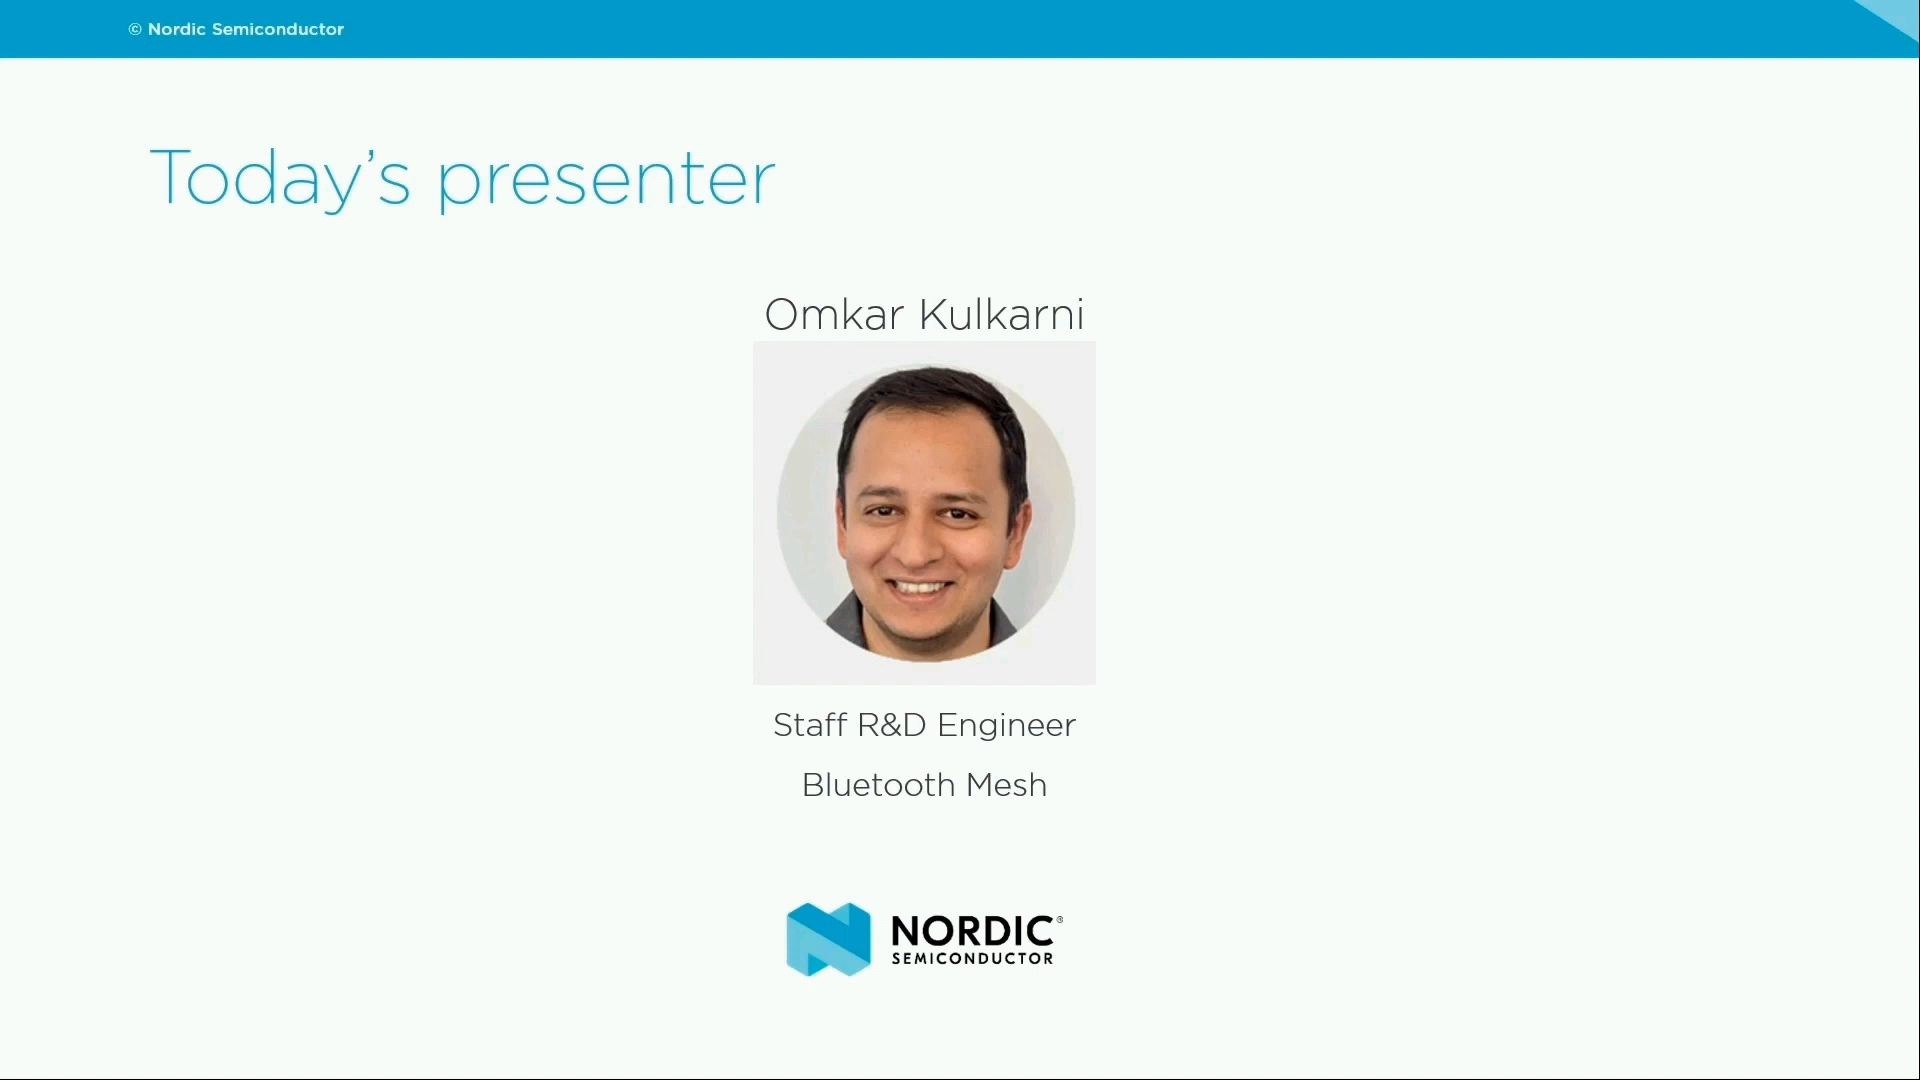 © Nordic Semiconductor
Today’s presenter
Omkar Kulkarni
Staff R&D Engineer
Bluetooth Mesh
NORDIC®
SEMICONDUCTOR